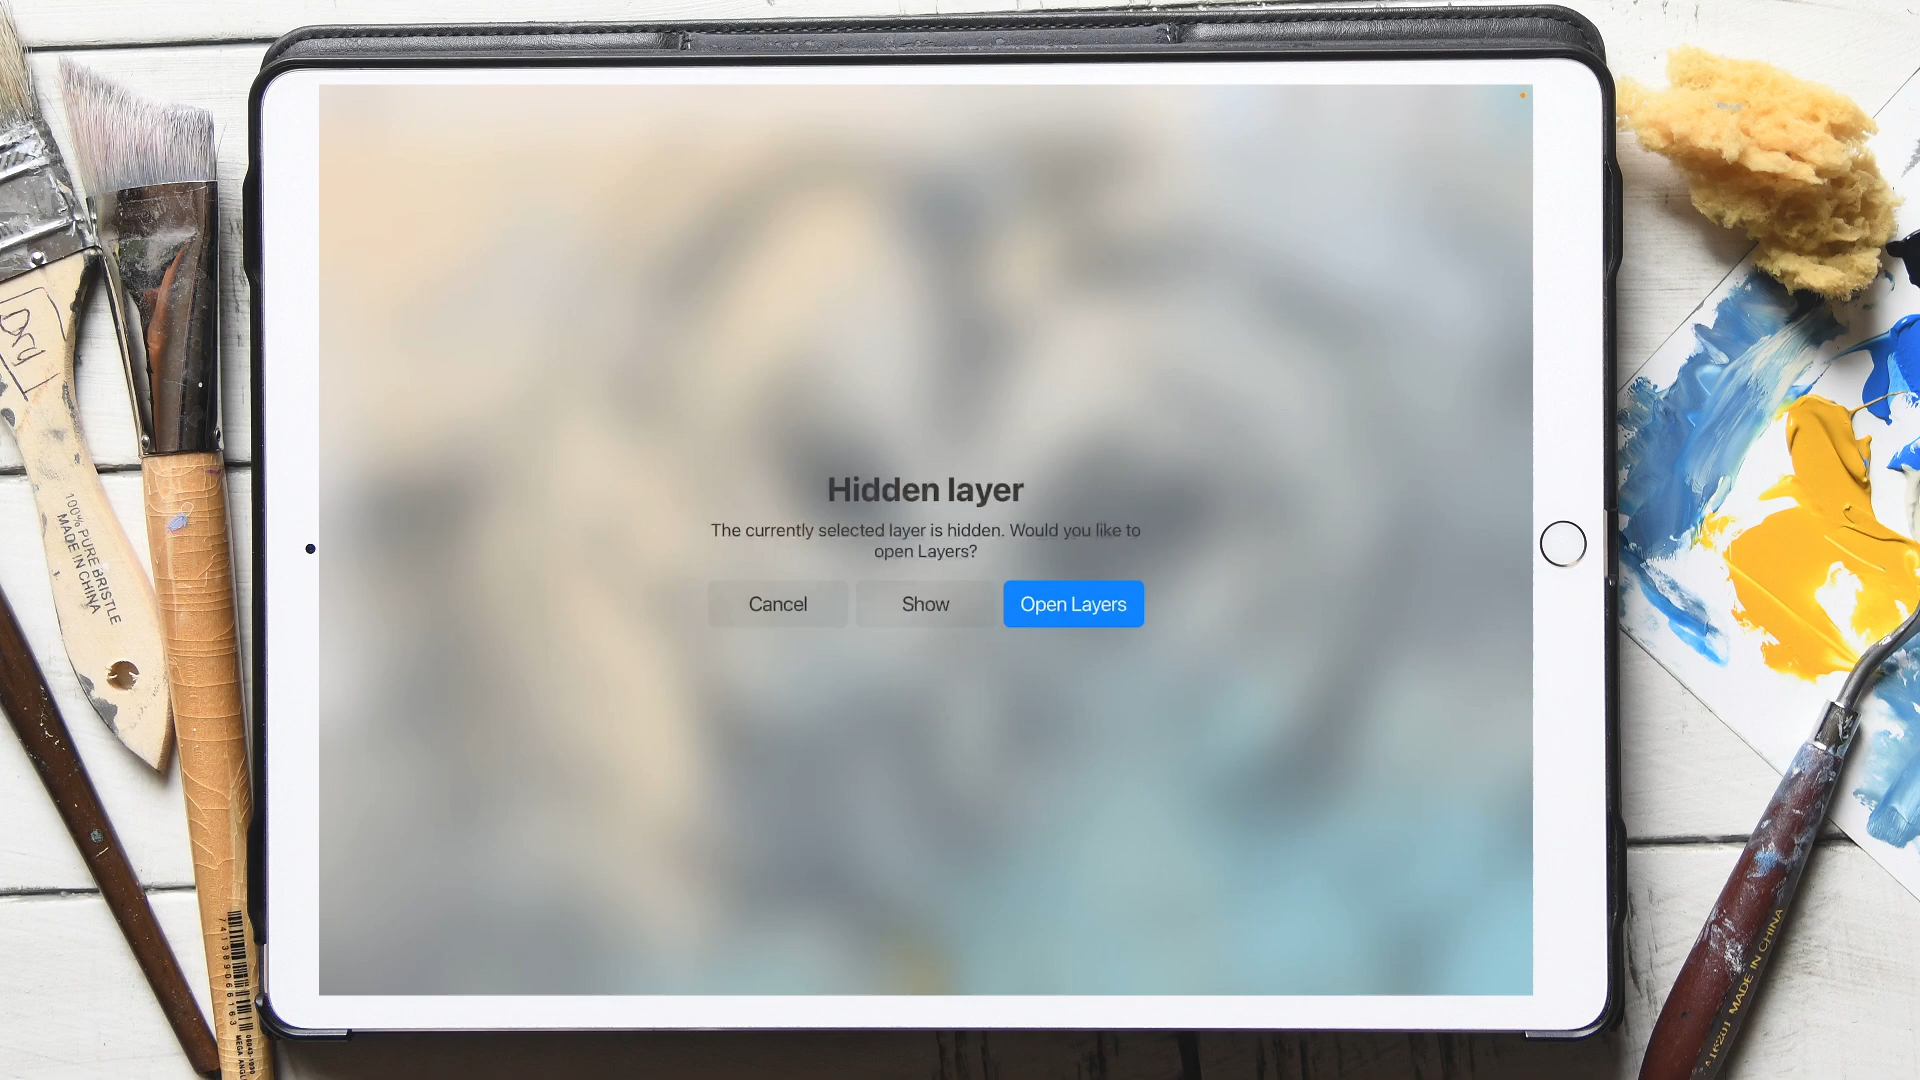 Hidden layer
The currently selected layer is hidden. Would you like to
open Layers?
Cancel
Show
Open Layers
Dry
100% PURE BRISTLE
MADE IN CHINA
MADE IN CHINA